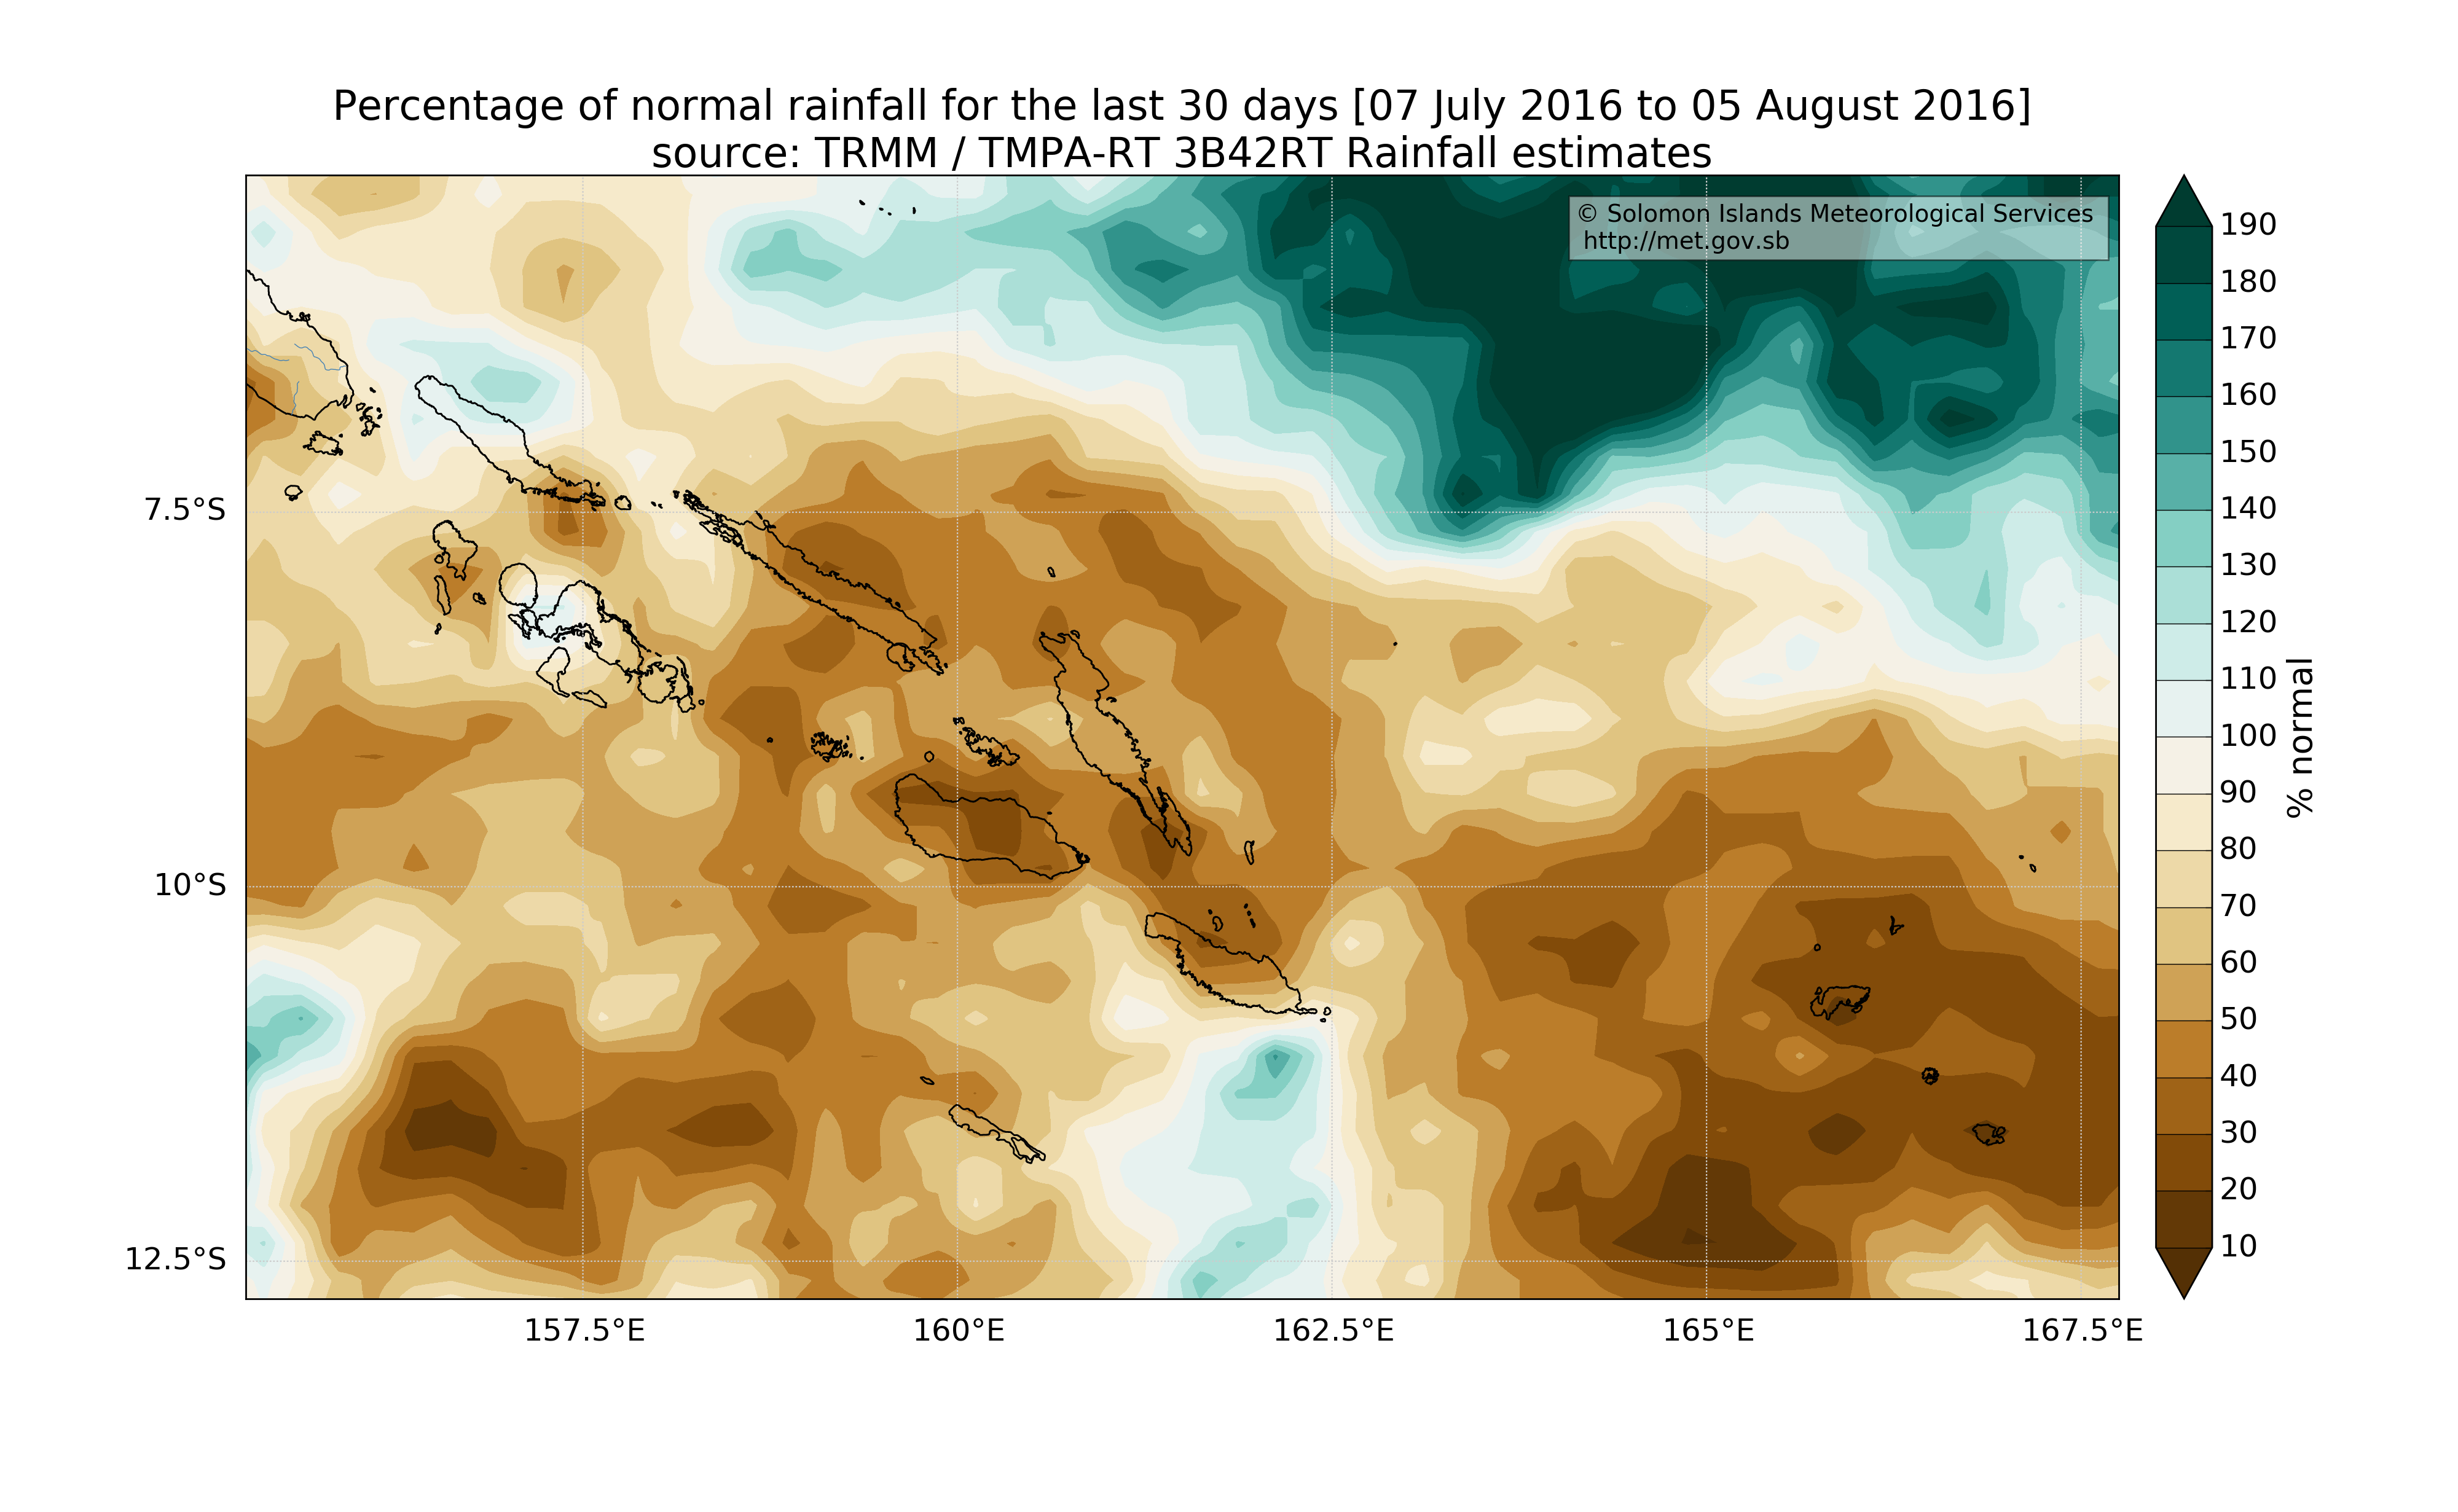 Percentage of normal rainfall for the last 30 days [07 July 2016 to 05 August 2016]
source: TRMM / TMPA-RT 3B42RT Rainfall estimates
© Solomon Islands Meteorological Services
http://met.gov.sb
7.5°S
10°S
12.5°S
157.5°E
160°E
162.5°E
165°E
167.5°E
190
180
170
160
150
140
130
120
110
100
90
80
70
60
50
40
30
20
10
% normal